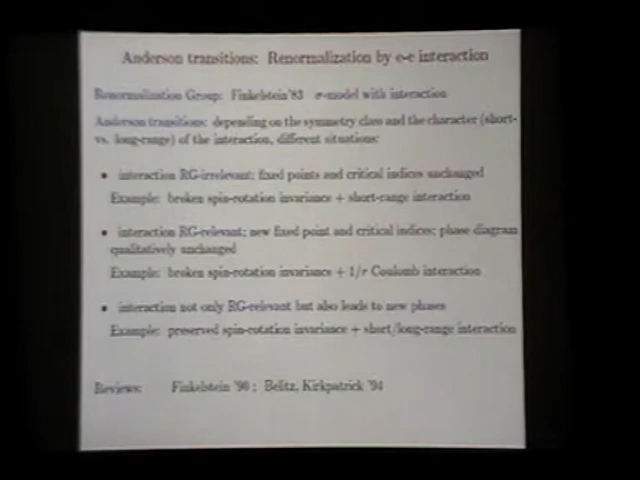 Anderson transitions: Renormalization by e-e interaction
Renormalization Group: Finkelstein'83 σ-model with interaction
Anderson transitions: depending on the symmetry class and the character (short-
vs. long-range) of the interaction, different situations:
• interaction RG-irrelevant; fixed points and critical indices unchanged
Example: broken spin-rotation invariance + short-range interaction
• interaction RG-relevant; new fixed point and critical indices; phase diagram
qualitatively unchanged
Example: broken spin-rotation invariance + 1/r Coulomb interaction
• interaction not only RG-relevant but also leads to new phases
Example: preserved spin-rotation invariance + short/long-range interaction
Reviews: Finkelstein '90 ; Belitz, Kirkpatrick '94